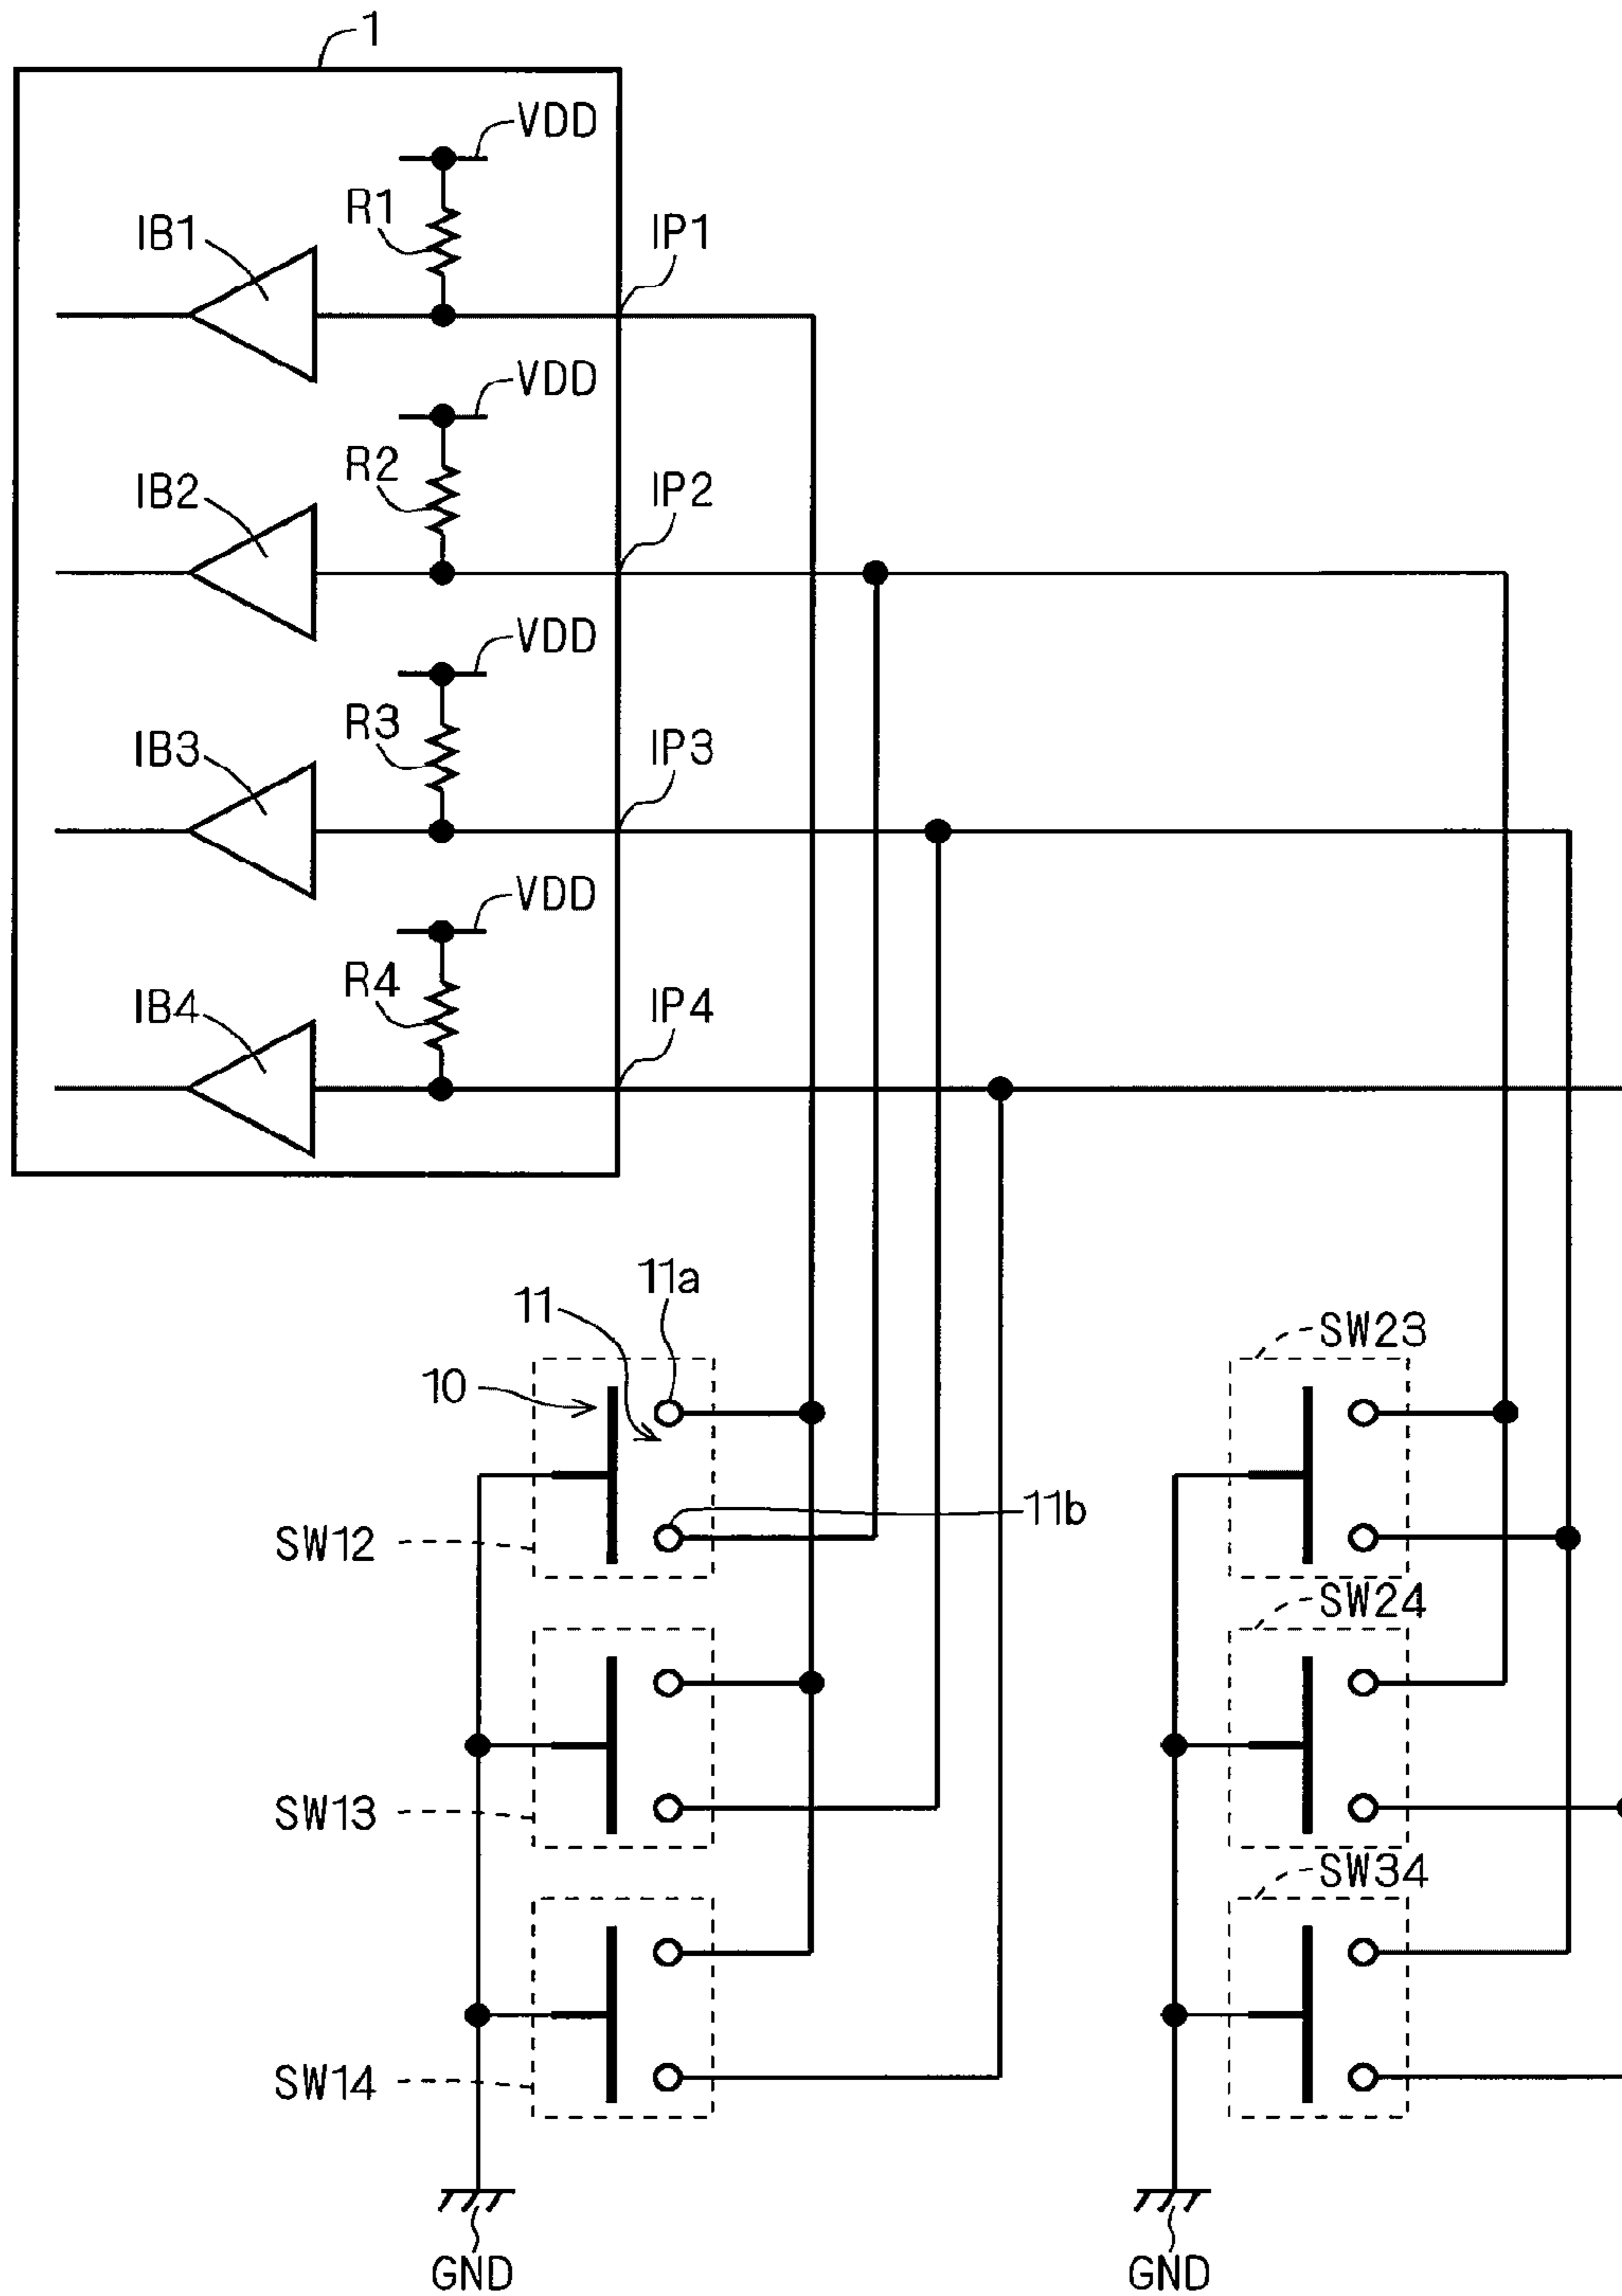 1
VDD
R1
IB1
IP1
VDD
R2
IB2
IP2
VDD
R3
IB3
IP3
VDD
R4
IB4
IP4
11a
11
10
SW23
11b
SW12
SW24
SW13
SW34
SW14
GND
GND